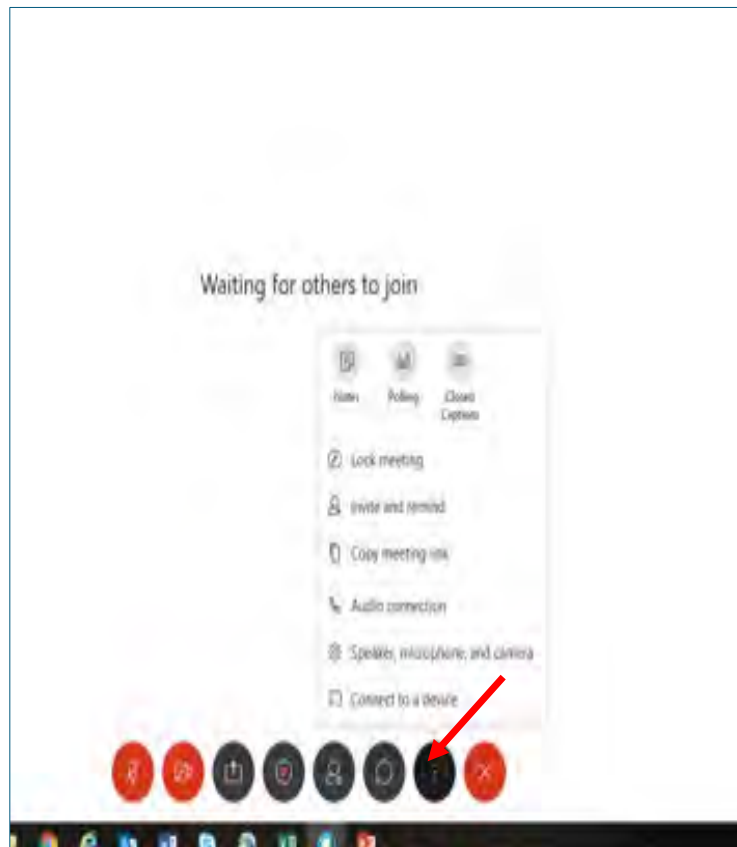 Waiting for others to join
Notes
Polling
Closed
Captions
Lock meeting
Invite and remind
Copy meeting link
Audio connection
Speaker, microphone, and camera
Connect to a device